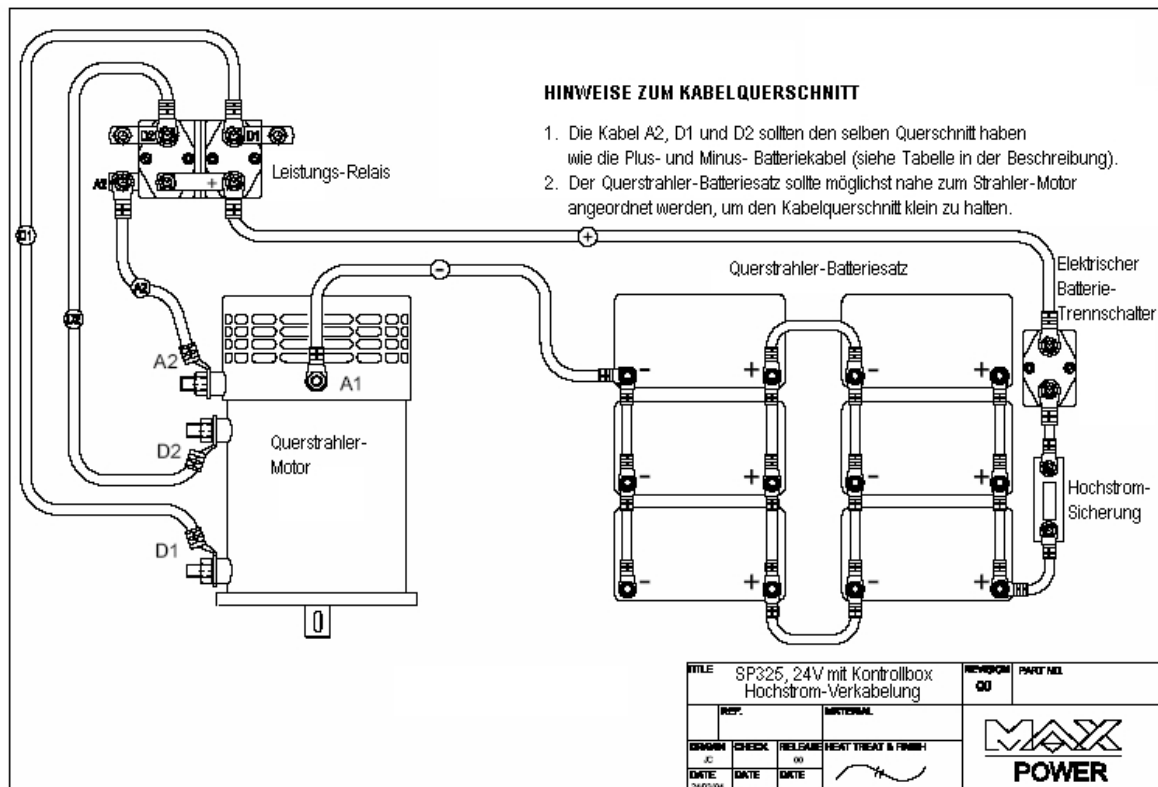 HINWEISE ZUM KABELQUERSCHNITT
1. Die Kabel A2, D1 und D2 sollten den selben Querschnitt haben
wie die Plus- und Minus- Batteriekabel (siehe Tabelle in der Beschreibung).
2. Der Querstrahler-Batteriesatz sollte möglichst nahe zum Strahler-Motor
angeordnet werden, um den Kabelquerschnitt klein zu halten.
D2
D1
Leistungs-Relais
A2
+
D1
+
-
Querstrahler-Batteriesatz
Elektrischer
Batterie-
Trennschalter
A2
D2
A2
A1
- + - +
D2
Querstrahler-
Motor
- + - +
Hochstrom-
Sicherung
D1
- + - +
TITLE
SP325, 24V mit Kontrollbox
Hochstrom-Verkabelung
REVISION
00
PART NO.
REF.
MATERIAL
DRAWN
JC
CHECK
RELEASE
00
HEAT TREAT & FINISH
DATE
DATE
DATE
MAX
POWER